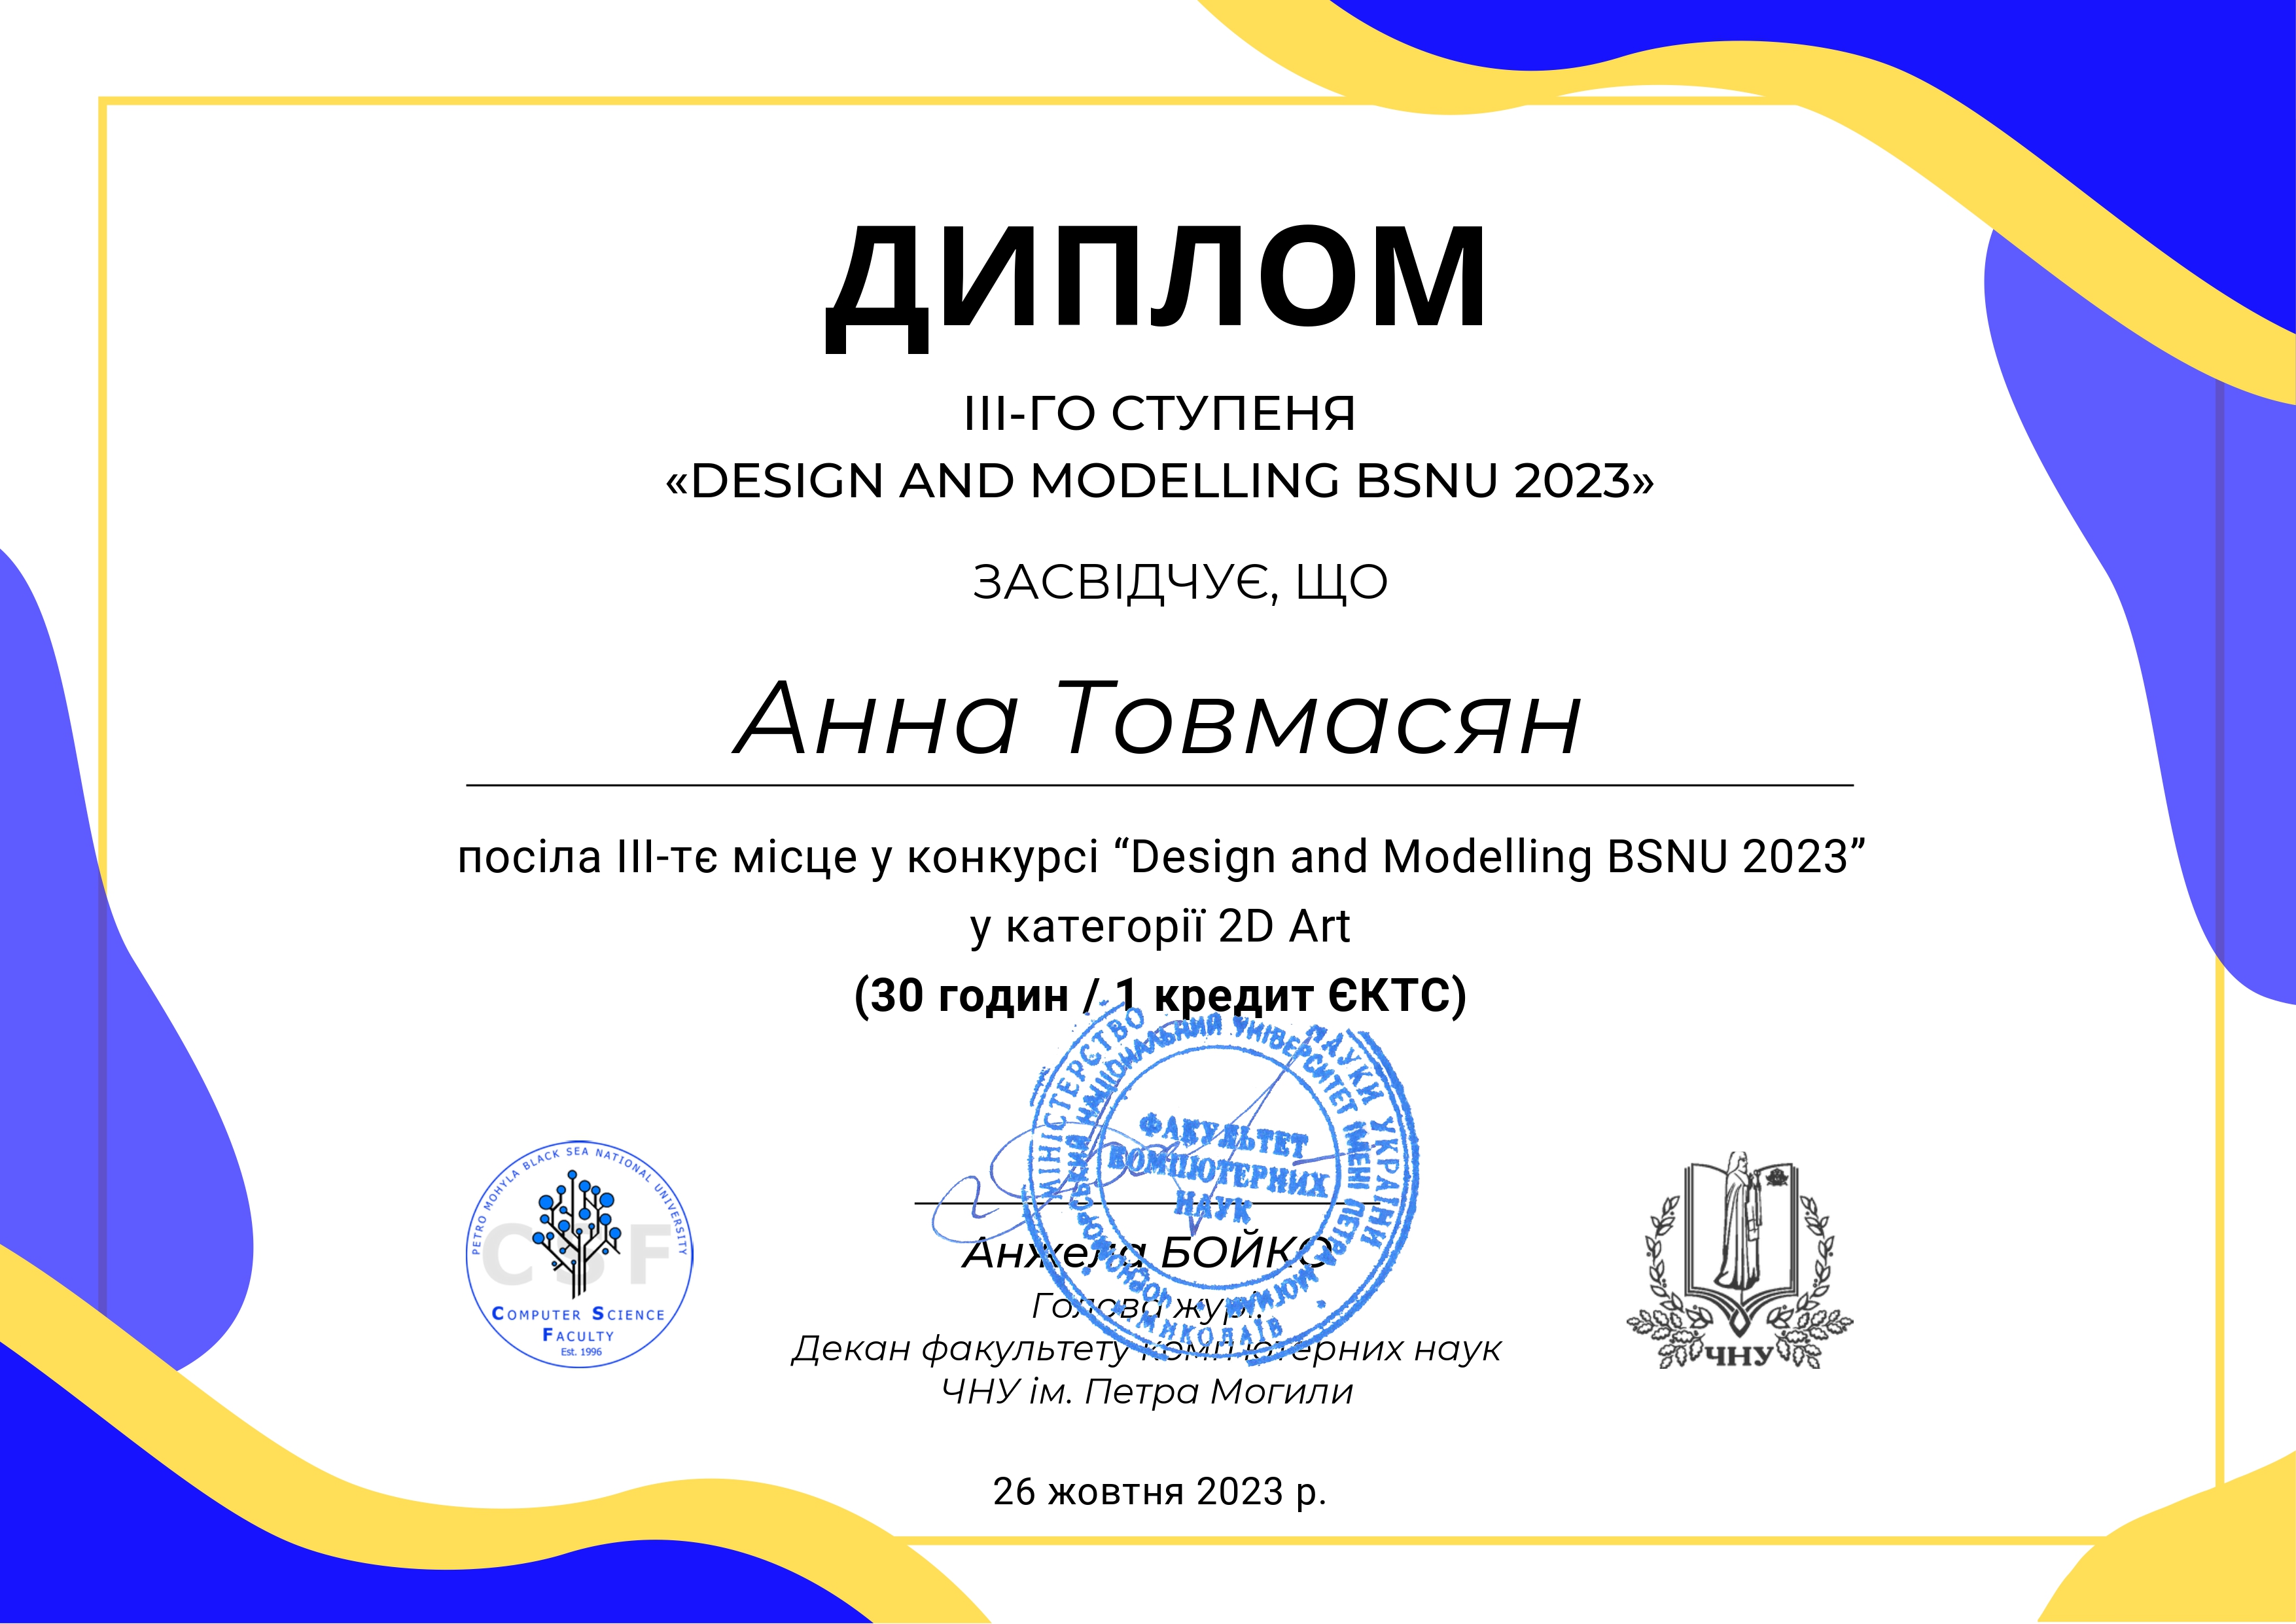 ДИПЛОМ
ІІІ-ГО СТУПЕНЯ
«DESIGN AND MODELLING BSNU 2023»
ЗАСВІДЧУЄ, ЩО
Анна Товмасян
посіла ІІІ-тє місце у конкурсі “Design and Modelling BSNU 2023”
у категорії 2D Art
(30 годин / 1 кредит ЄКТС)
МІНІСТЕРСТВО
НАУКИ УКРАЇНИ
ЧОРНОМОРСЬКИЙ НАЦІОНАЛЬНИЙ УНІВЕРСИТЕТ ІМЕНІ ПЕТРА МОГИЛИ
М. МИКОЛАЇВ
ФАКУЛЬТЕТ
КОМП'ЮТЕРНИХ
НАУК
PETRO MOHYLA BLACK SEA NATIONAL UNIVERSITY
CSF
COMPUTER SCIENCE
FACULTY
Est. 1996
Анжела БОЙКО
Голова журі,
Декан факультету комп'ютерних наук
ЧНУ ім. Петра Могили
ЧНУ
26 жовтня 2023 р.